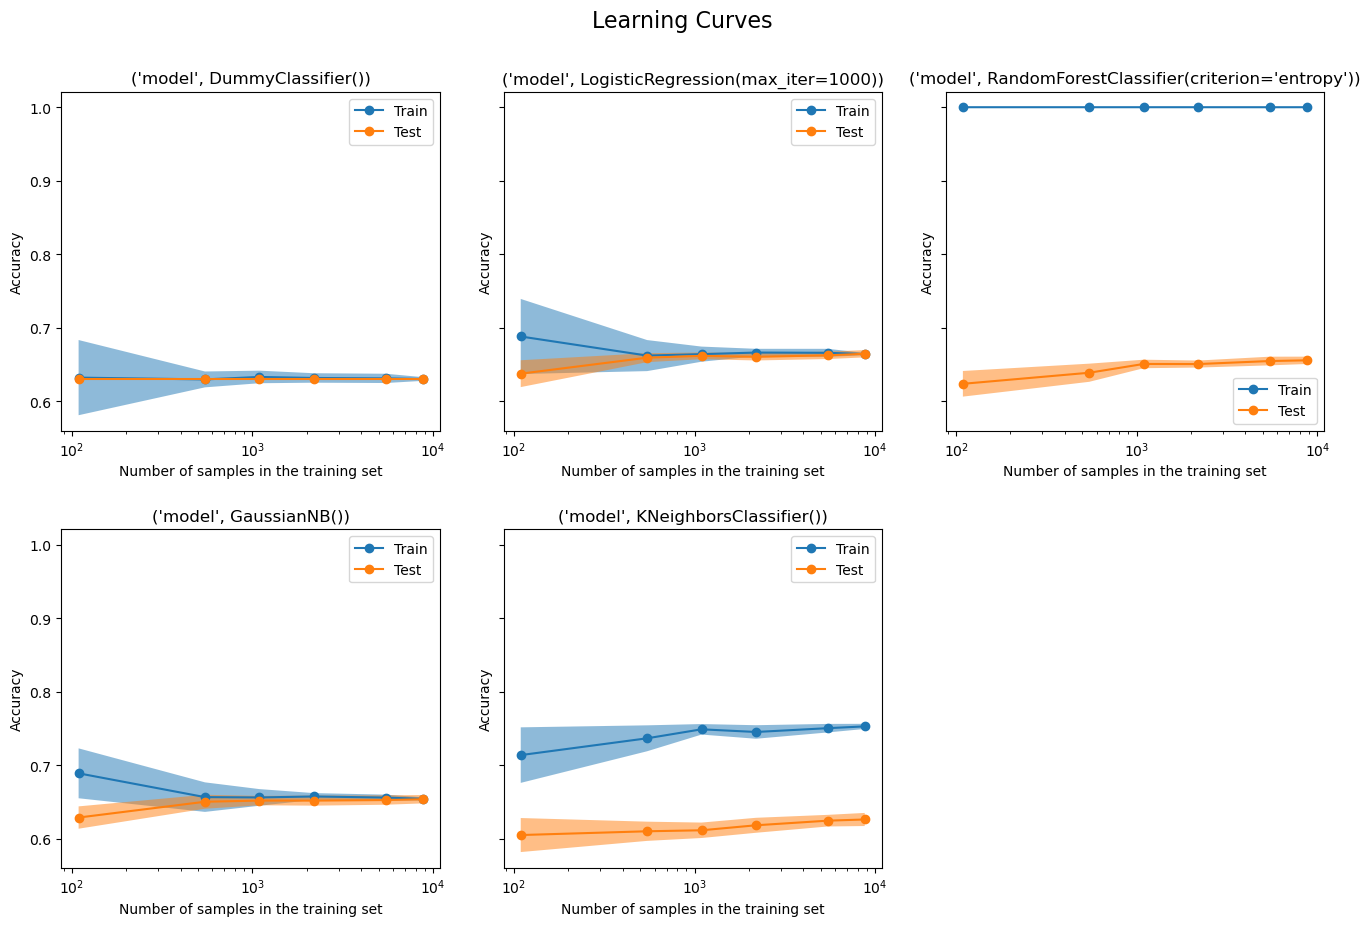 Learning Curves
('model', DummyClassifier())
Train
Test
1.0
0.9
0.8
0.7
0.6
Accuracy
10²
10³
10⁴
Number of samples in the training set
('model', LogisticRegression(max_iter=1000))
Train
Test
Accuracy
10²
10³
10⁴
Number of samples in the training set
('model', RandomForestClassifier(criterion='entropy'))
Accuracy
Train
Test
10²
10³
10⁴
Number of samples in the training set
('model', GaussianNB())
Train
Test
1.0
0.9
0.8
0.7
0.6
Accuracy
10²
10³
10⁴
Number of samples in the training set
('model', KNeighborsClassifier())
Train
Test
Accuracy
10²
10³
10⁴
Number of samples in the training set